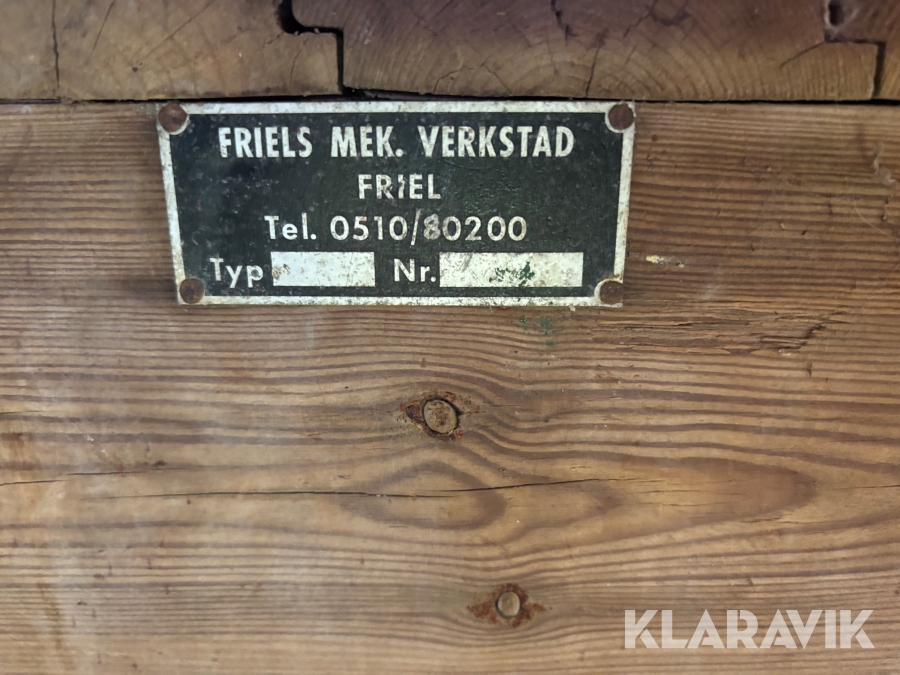 FRIELS MEK. VERKSTAD
FRIEL
Tel. 0510/80200
Typ Nr.
KLARAVIK